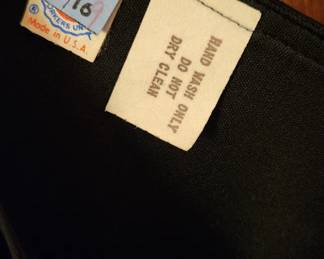 16
Made in U.S.A.
HAND WASH ONLY
DO NOT
DRY CLEAN